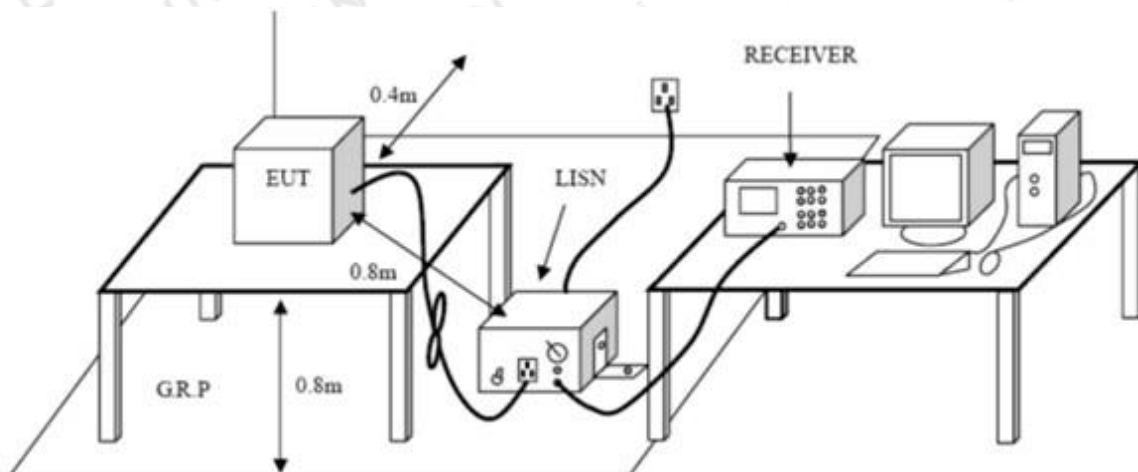 RECEIVER
0.4m
EUT
LISN
0.8m
G.R.P
0.8m